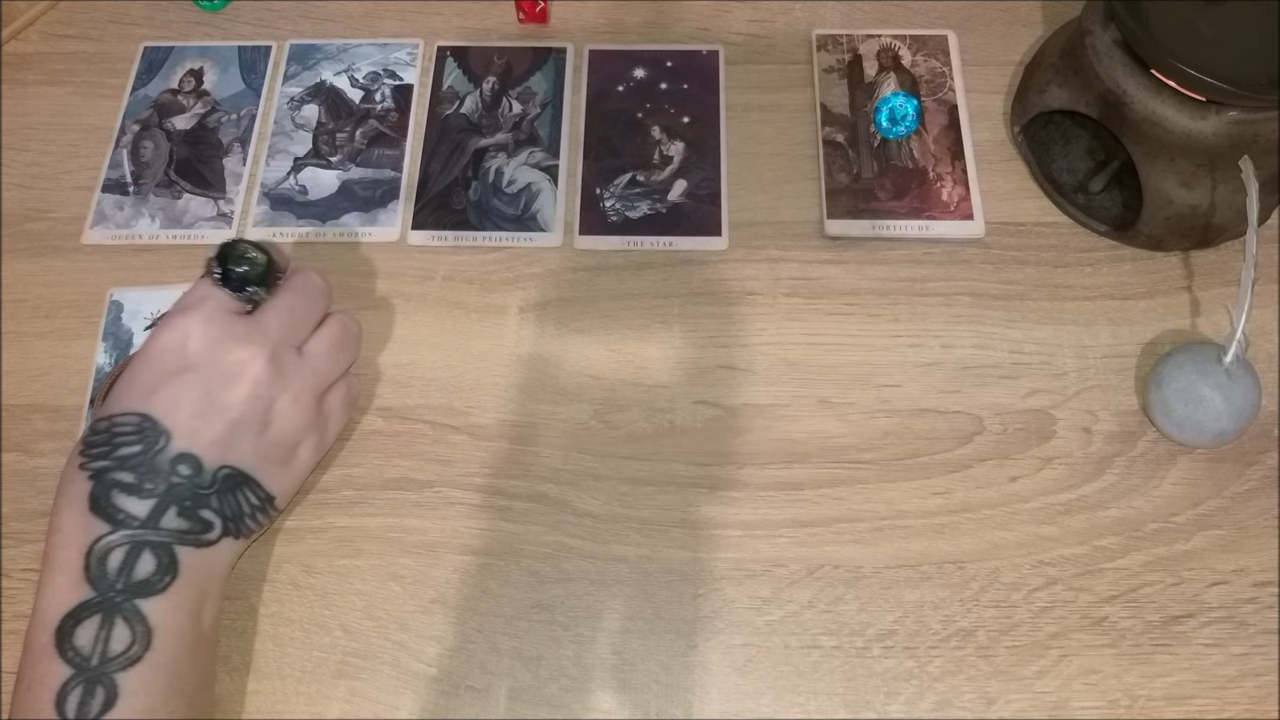 -QUEEN OF SWORDS-
-KNIGHT OF SWORDS-
-THE HIGH PRIESTESS-
-THE STAR-
-FORTITUDE-